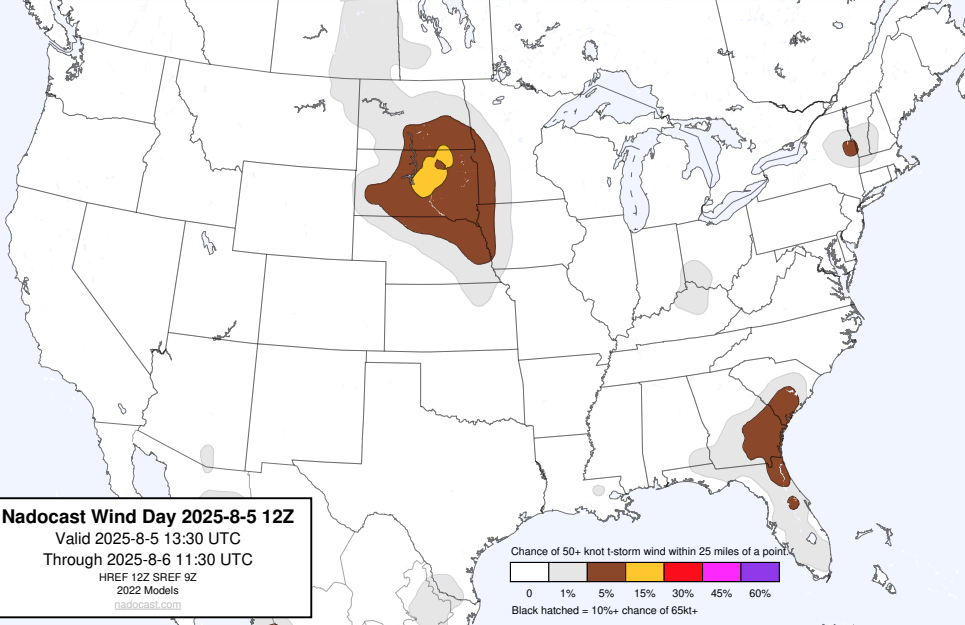 Nadocast Wind Day 2025-8-5 12Z
Valid 2025-8-5 13:30 UTC
Through 2025-8-6 11:30 UTC
HREF 12Z SREF 9Z
2022 Models
nadocast.com
Chance of 50+ knot t-storm wind within 25 miles of a point.
0 1% 5% 15% 30% 45% 60%
Black hatched = 10%+ chance of 65kt+